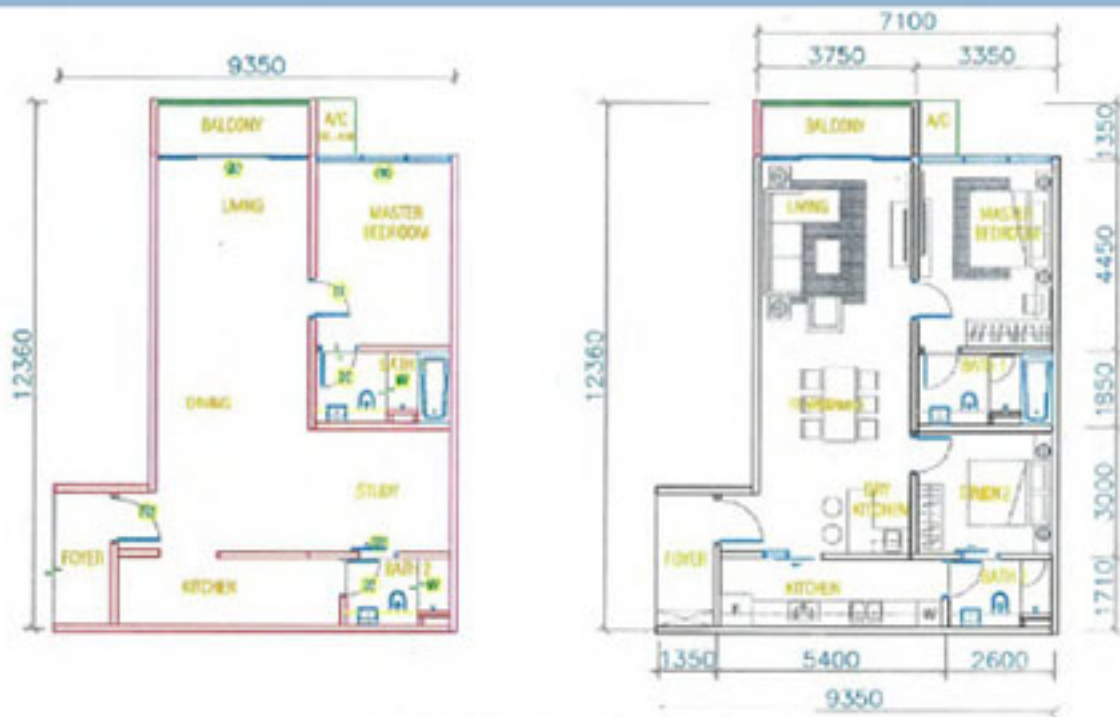 9350
12360
BALCONY
A/C
LIVING
MASTER
BEDROOM
BATH
DINING
STUDY
FOYER
KITCHEN
BATH 2
7100
3750
3350
12360
BALCONY
A/C
LIVING
MASTER
BEDROOM
BATH 1
DRY
KITCHEN
FOYER
KITCHEN
F
W
BATH
1350
4450
1850
3000
1710
1350
5400
2600
9350